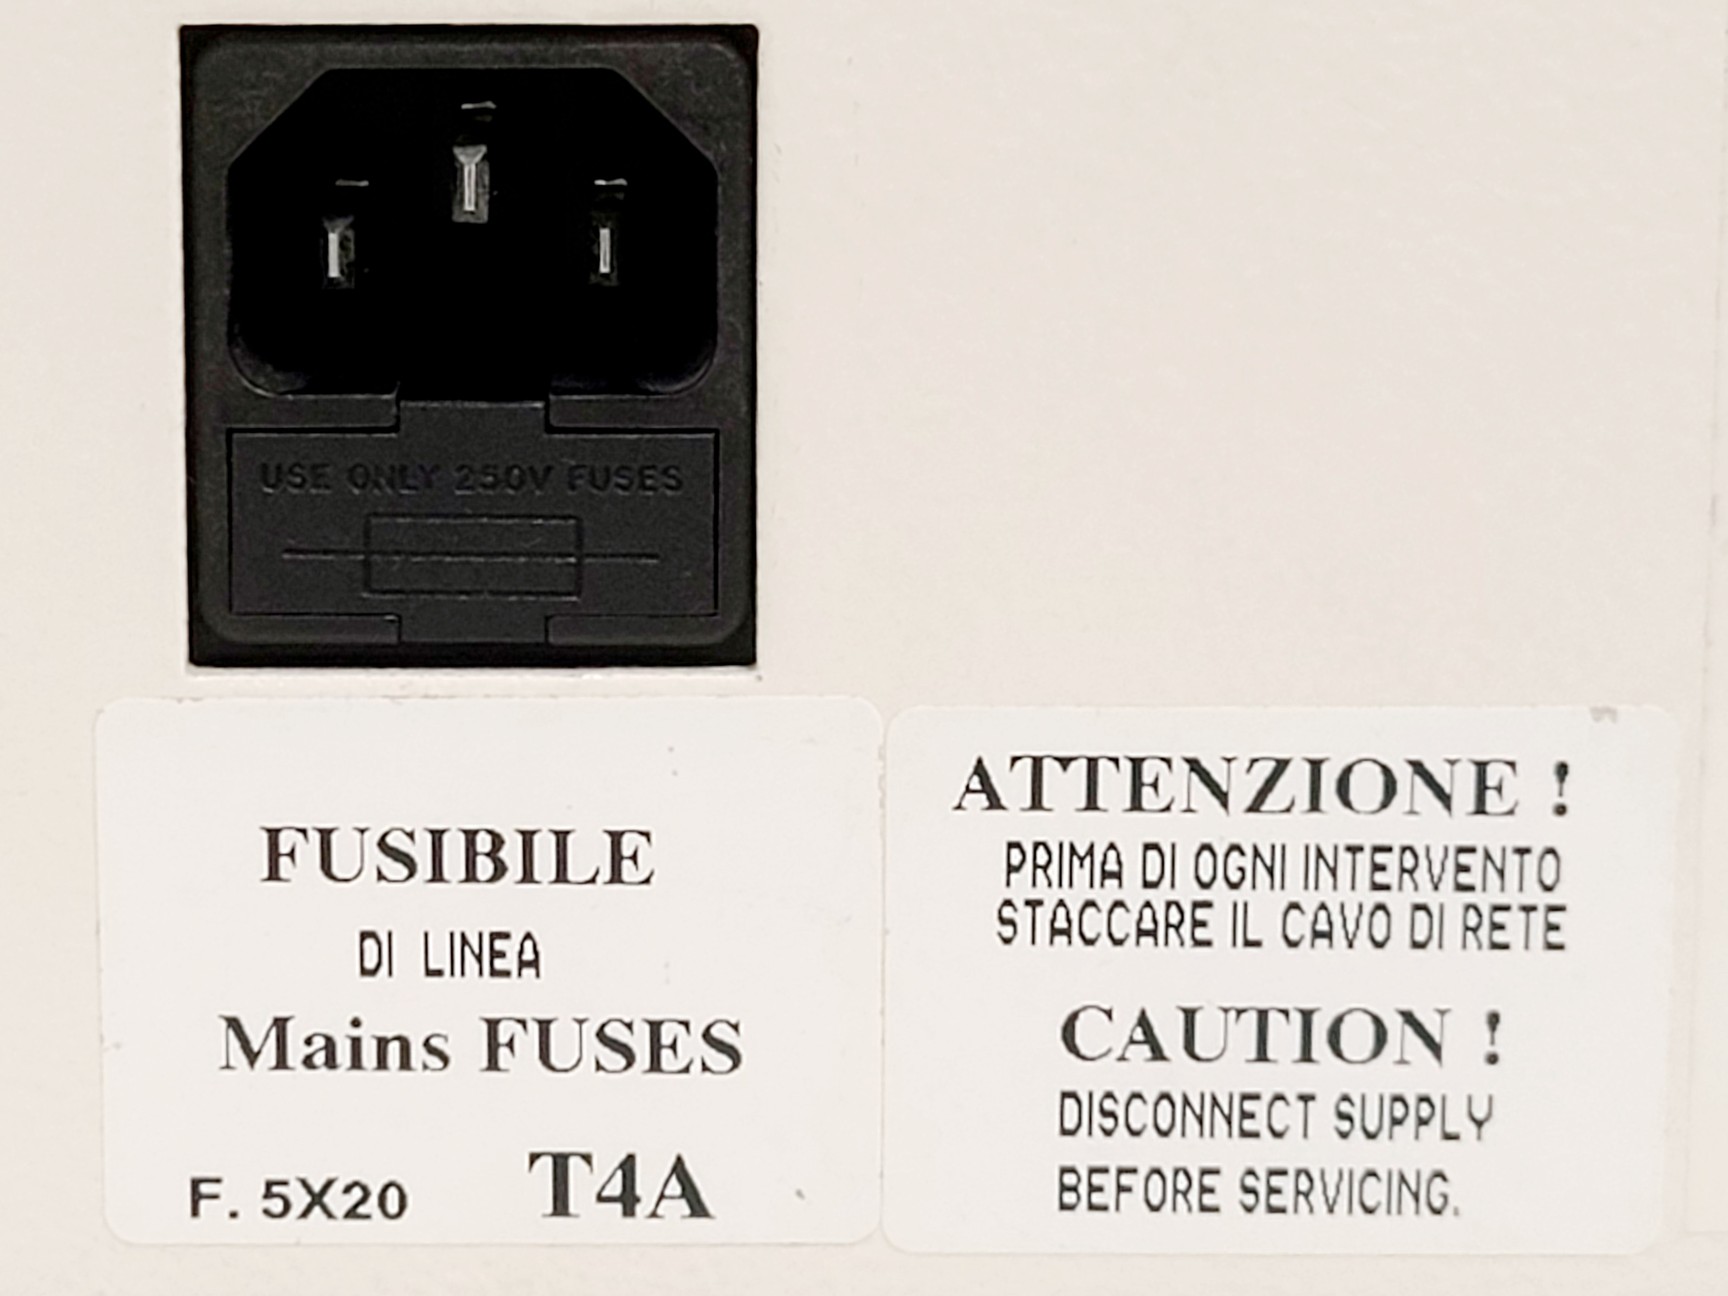 USE ONLY 250V FUSES
FUSIBILE
DI LINEA
Mains FUSES
F. 5X20 T4A
ATTENZIONE !
PRIMA DI OGNI INTERVENTO
STACCARE IL CAVO DI RETE
CAUTION !
DISCONNECT SUPPLY
BEFORE SERVICING.